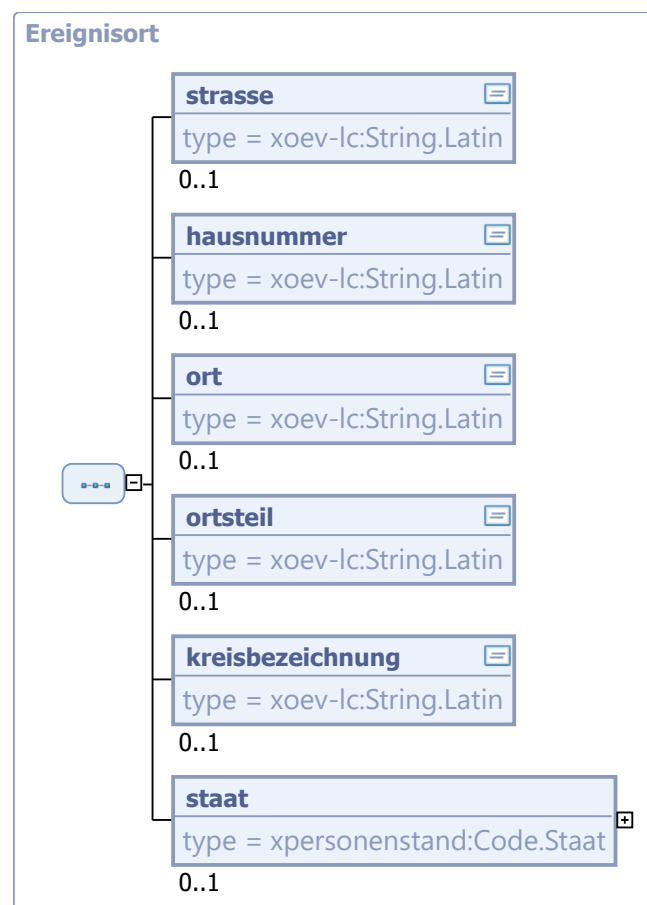 Ereignisort
strasse
type = xoev-lc:String.Latin
0..1
hausnummer
type = xoev-lc:String.Latin
0..1
ort
type = xoev-lc:String.Latin
0..1
ortsteil
type = xoev-lc:String.Latin
0..1
kreisbezeichnung
type = xoev-lc:String.Latin
0..1
staat
type = xpersonenstand:Code.Staat
0..1